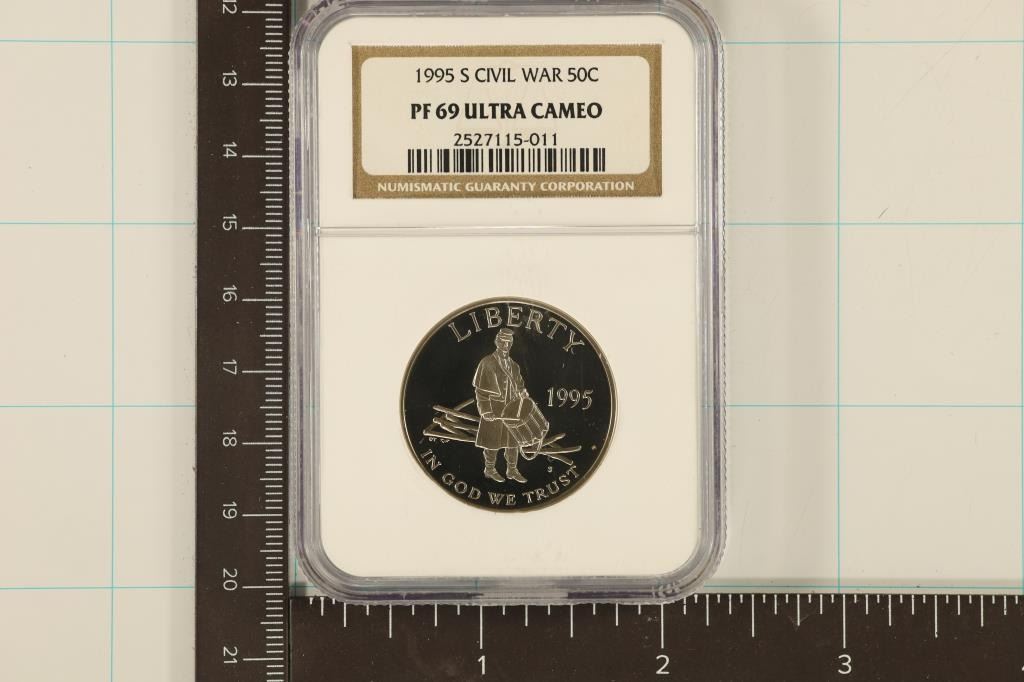 1995 S CIVIL WAR 50C
PF 69 ULTRA CAMEO
2527115-011
NUMISMATIC GUARANTY CORPORATION
LIBERTY
1995
S
IN GOD WE TRUST
12
13
14
15
16
17
18
19
20
21
1 2 3